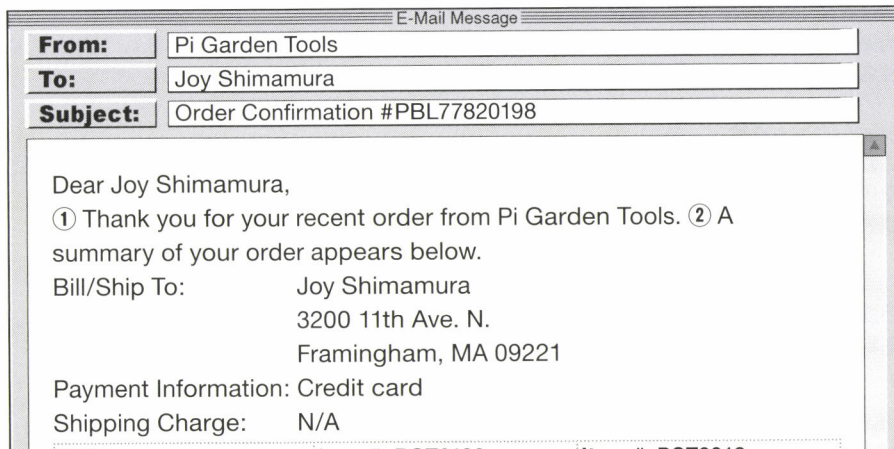 E-Mail Message
From: Pi Garden Tools
To: Joy Shimamura
Subject: Order Confirmation #PBL77820198
Dear Joy Shimamura,
① Thank you for your recent order from Pi Garden Tools. ② A
summary of your order appears below.
Bill/Ship To: Joy Shimamura
3200 11th Ave. N.
Framingham, MA 09221
Payment Information: Credit card
Shipping Charge: N/A